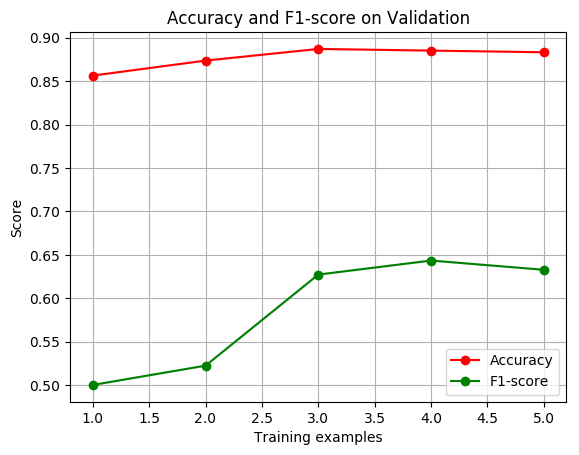 Accuracy and F1-score on Validation
0.90
0.85
0.80
0.75
0.70
0.65
0.60
0.55
0.50
Score
Accuracy
F1-score
1.0 1.5 2.0 2.5 3.0 3.5 4.0 4.5 5.0
Training examples